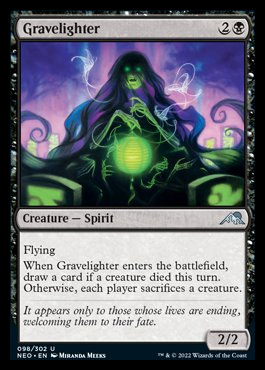 Gravelighter 2
Creature — Spirit
Flying
When Gravelighter enters the battlefield,
draw a card if a creature died this turn.
Otherwise, each player sacrifices a creature.
It appears only to those whose lives are ending,
welcoming them to their fate.
2/2
098/302 U
NEO • EN Miranda Meeks
™ & © 2022 Wizards of the Coast